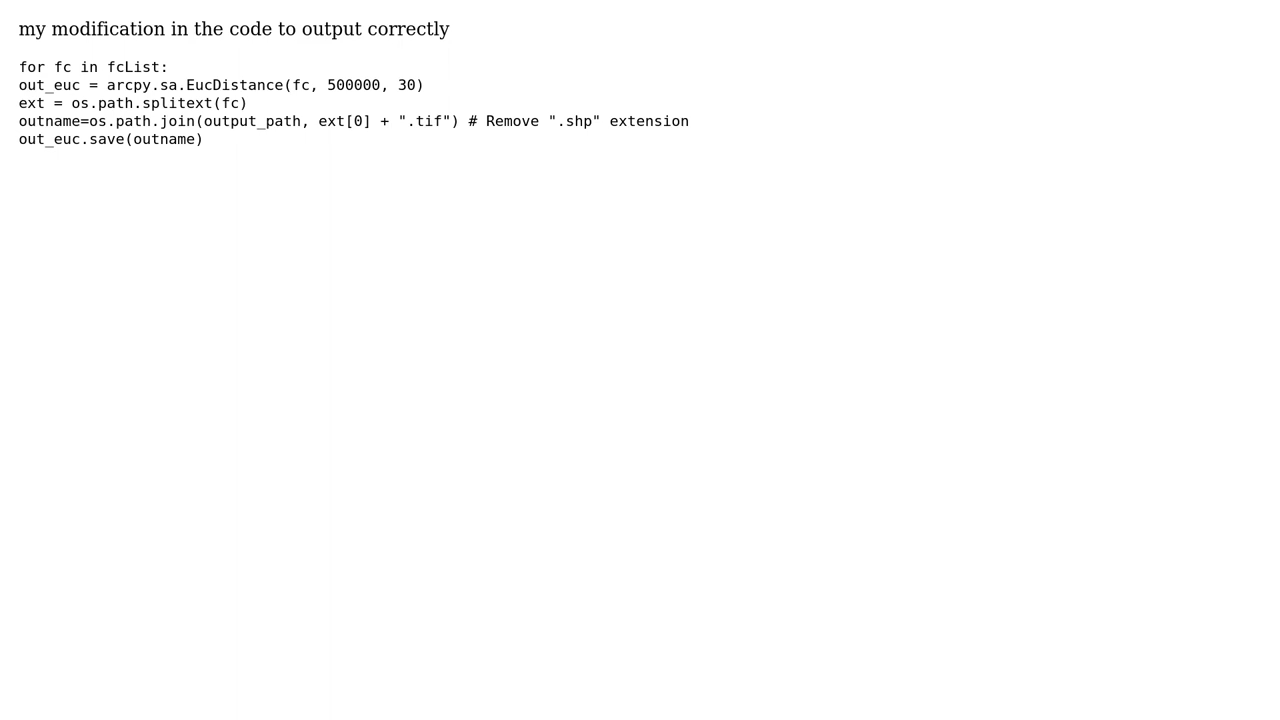 my modification in the code to output correctly
for fc in fcList:
out_euc = arcpy.sa.EucDistance(fc, 500000, 30)
ext = os.path.splitext(fc)
outname=os.path.join(output_path, ext[0] + ".tif") # Remove ".shp" extension
out_euc.save(outname)